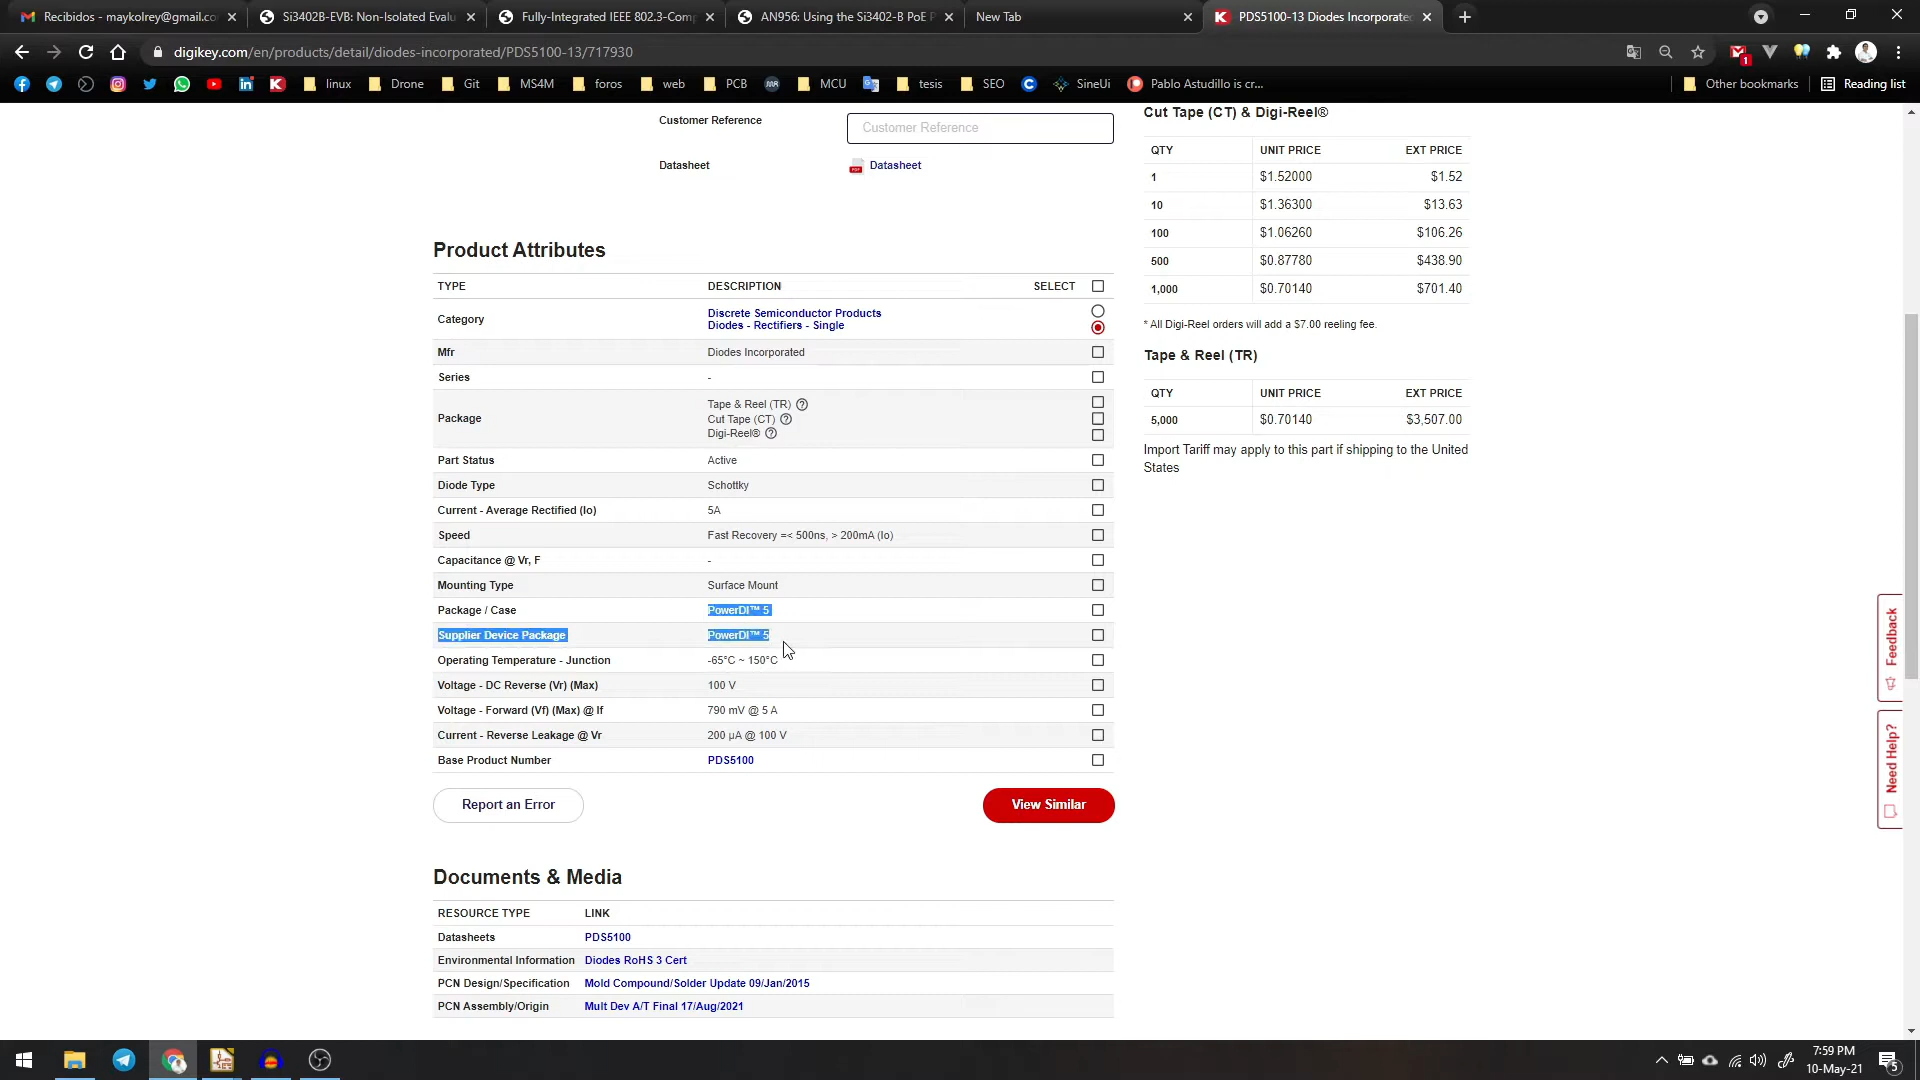 Recibidos - maykolrey@gmail.co
Si3402B-EVB: Non-Isolated Evalu
Fully-Integrated IEEE 802.3-Comp
AN956: Using the Si3402-B PoE P
New Tab
PDS5100-13 Diodes Incorporated
digikey.com/en/products/detail/diodes-incorporated/PDS5100-13/717930
1
linux
Drone
Git
MS4M
foros
web
PCB
MCU
tesis
SEO
SineUi
Pablo Astudillo is cr...
Other bookmarks
Reading list
Customer Reference
Customer Reference
Datasheet
Datasheet
Product Attributes
TYPE DESCRIPTION SELECT
Category Discrete Semiconductor Products
Diodes - Rectifiers - Single
Mfr Diodes Incorporated
Series -
Package Tape & Reel (TR)
Cut Tape (CT)
Digi-Reel®
Part Status Active
Diode Type Schottky
Current - Average Rectified (Io) 5A
Speed Fast Recovery =< 500ns, > 200mA (Io)
Capacitance @ Vr, F -
Mounting Type Surface Mount
Package / Case PowerDI™ 5
Supplier Device Package PowerDI™ 5
Operating Temperature - Junction -65°C ~ 150°C
Voltage - DC Reverse (Vr) (Max) 100 V
Voltage - Forward (Vf) (Max) @ If 790 mV @ 5 A
Current - Reverse Leakage @ Vr 200 µA @ 100 V
Base Product Number PDS5100
Report an Error
View Similar
Documents & Media
RESOURCE TYPE LINK
Datasheets PDS5100
Environmental Information Diodes RoHS 3 Cert
PCN Design/Specification Mold Compound/Solder Update 09/Jan/2015
PCN Assembly/Origin Mult Dev A/T Final 17/Aug/2021
Cut Tape (CT) & Digi-Reel®
QTY UNIT PRICE EXT PRICE
1 $1.52000 $1.52
10 $1.36300 $13.63
100 $1.06260 $106.26
500 $0.87780 $438.90
1,000 $0.70140 $701.40
* All Digi-Reel orders will add a $7.00 reeling fee.
Tape & Reel (TR)
QTY UNIT PRICE EXT PRICE
5,000 $0.70140 $3,507.00
Import Tariff may apply to this part if shipping to the United
States
Feedback
Need Help?
7:59 PM
10-May-21
5